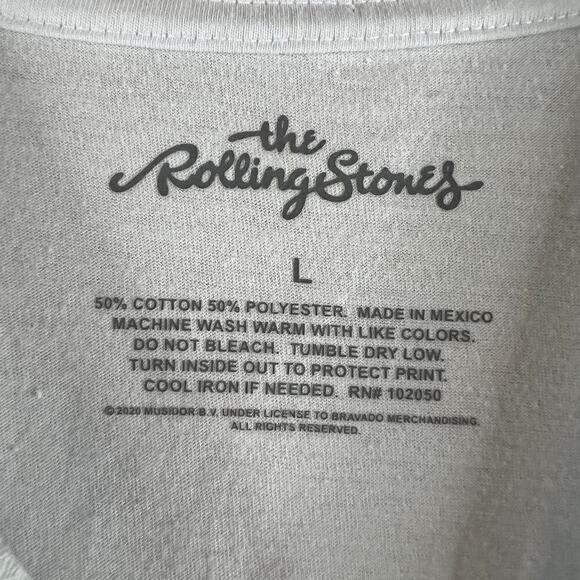 the
Rolling Stones
L
50% COTTON 50% POLYESTER. MADE IN MEXICO
MACHINE WASH WARM WITH LIKE COLORS.
DO NOT BLEACH. TUMBLE DRY LOW.
TURN INSIDE OUT TO PROTECT PRINT.
COOL IRON IF NEEDED. RN# 102050
©2020 MUSIDOR B.V. UNDER LICENSE TO BRAVADO MERCHANDISING.
ALL RIGHTS RESERVED.